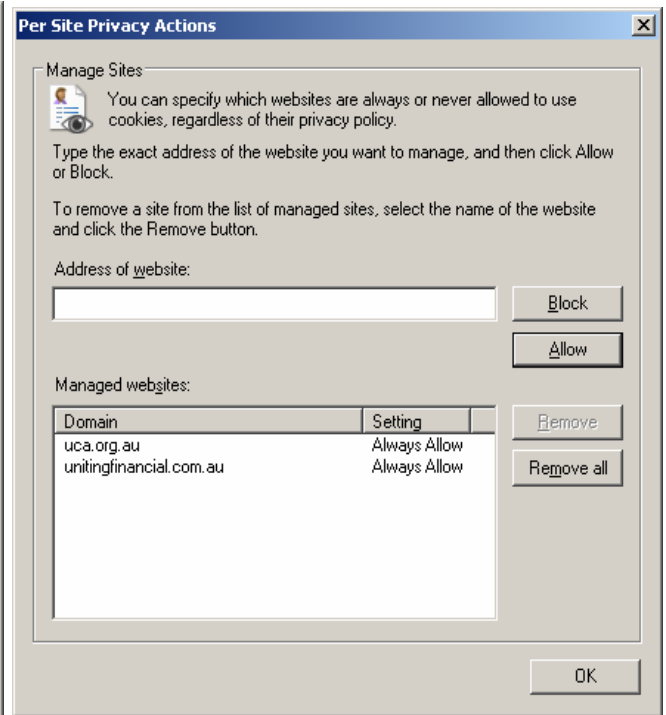 Per Site Privacy Actions
Manage Sites
You can specify which websites are always or never allowed to use
cookies, regardless of their privacy policy.
Type the exact address of the website you want to manage, and then click Allow
or Block.
To remove a site from the list of managed sites, select the name of the website
and click the Remove button.
Address of website:
Block
Allow
Managed websites:
Domain Setting
Remove
uca.org.au Always Allow
unitingfinancial.com.au Always Allow
Remove all
OK